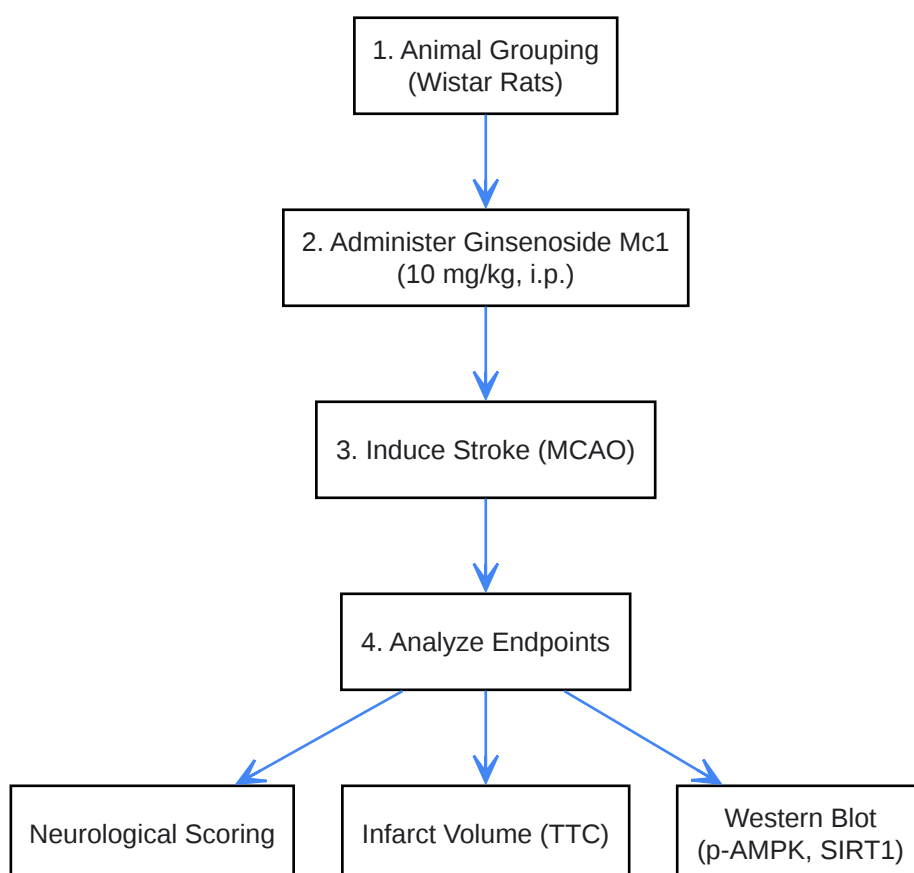 1. Animal Grouping
(Wistar Rats)
2. Administer Ginsenoside Mc1
(10 mg/kg, i.p.)
3. Induce Stroke (MCAO)
4. Analyze Endpoints
Neurological Scoring
Infarct Volume (TTC)
Western Blot
(p-AMPK, SIRT1)